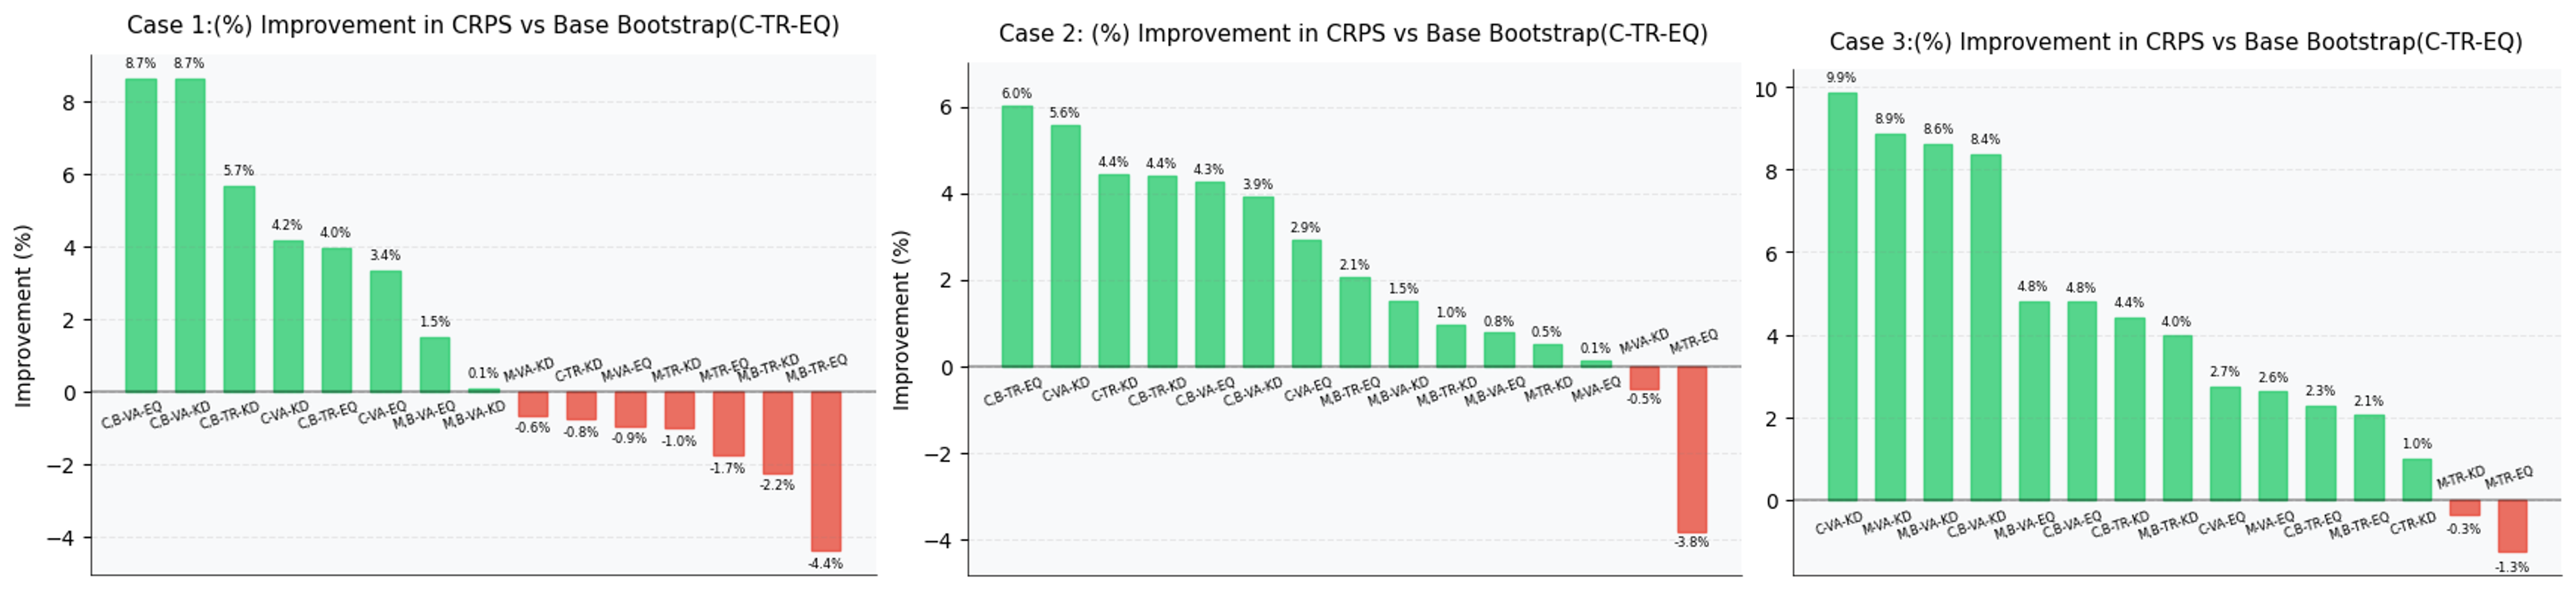 Case 1:(%) Improvement in CRPS vs Base Bootstrap(C-TR-EQ)
Improvement (%)
8
6
4
2
0
−2
−4
8.7%
8.7%
5.7%
4.2%
4.0%
3.4%
1.5%
0.1%
-0.6%
-0.8%
-0.9%
-1.0%
-1.7%
-2.2%
-4.4%
C,B-VA-EQ
C,B-VA-KD
C,B-TR-KD
C-VA-KD
C,B-TR-EQ
C-VA-EQ
M,B-VA-EQ
M,B-VA-KD
M-VA-KD
C-TR-KD
M-VA-EQ
M-TR-KD
M-TR-EQ
M,B-TR-KD
M,B-TR-EQ
Case 2: (%) Improvement in CRPS vs Base Bootstrap(C-TR-EQ)
Improvement (%)
6
4
2
0
−2
−4
6.0%
5.6%
4.4%
4.4%
4.3%
3.9%
2.9%
2.1%
1.5%
1.0%
0.8%
0.5%
0.1%
-0.5%
-3.8%
C,B-TR-EQ
C-VA-KD
C-TR-KD
C,B-TR-KD
C,B-VA-EQ
C,B-VA-KD
C-VA-EQ
M,B-TR-EQ
M,B-VA-KD
M,B-TR-KD
M,B-VA-EQ
M-TR-KD
M-VA-EQ
M-VA-KD
M-TR-EQ
Case 3:(%) Improvement in CRPS vs Base Bootstrap(C-TR-EQ)
10
8
6
4
2
0
9.9%
8.9%
8.6%
8.4%
4.8%
4.8%
4.4%
4.0%
2.7%
2.6%
2.3%
2.1%
1.0%
-0.3%
-1.3%
C-VA-KD
M-VA-KD
M,B-VA-KD
C,B-VA-KD
M,B-VA-EQ
C,B-VA-EQ
C,B-TR-KD
M,B-TR-KD
C-VA-EQ
M-VA-EQ
C,B-TR-EQ
M,B-TR-EQ
C-TR-KD
M-TR-KD
M-TR-EQ